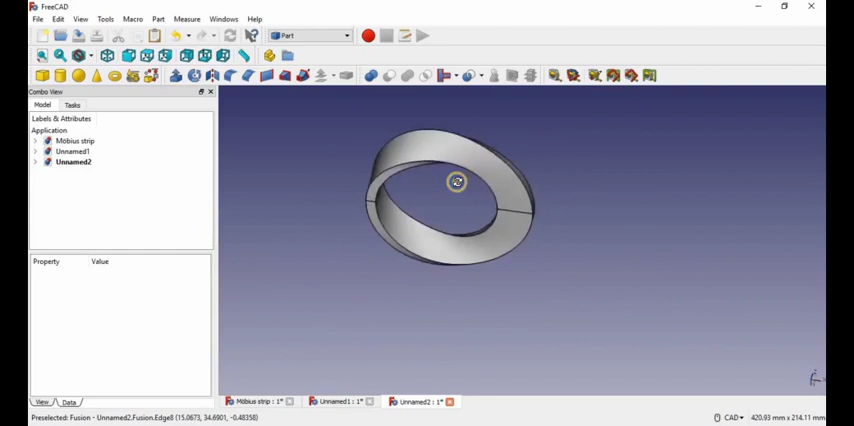 FreeCAD
File Edit View Tools Macro Part Measure Windows Help
Part
Combo View
Model Tasks
Labels & Attributes
Application
Möbius strip
Unnamed1
Unnamed2
Property Value
View Data
Möbius strip : 1* Unnamed1 : 1* Unnamed2 : 1*
Preselected: Fusion - Unnamed2.Fusion.Edge8 (15.0673, 34.6901, -0.48358) CAD 420.93 mm x 214.11 mm